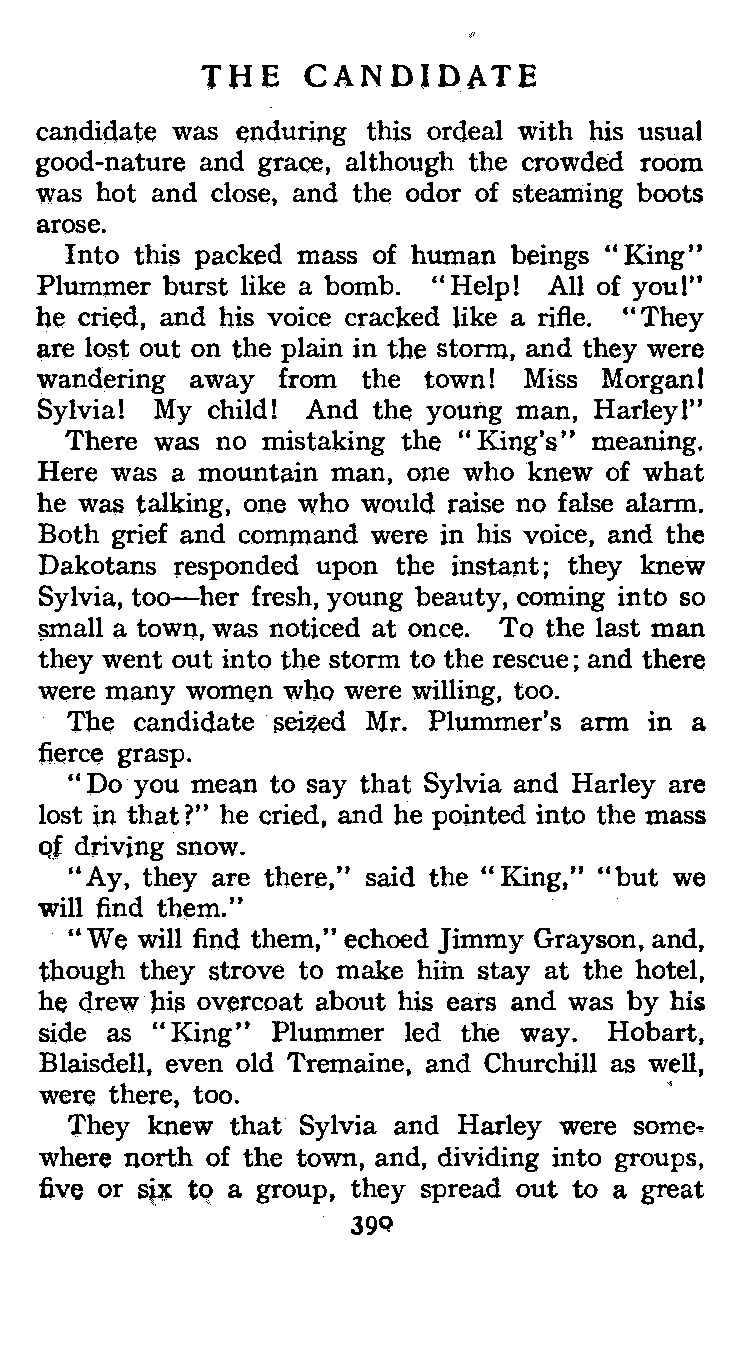 THE CANDIDATE
candidate was enduring this ordeal with his usual
good-nature and grace, although the crowded room
was hot and close, and the odor of steaming boots
arose.
Into this packed mass of human beings "King"
Plummer burst like a bomb. "Help! All of you!"
he cried, and his voice cracked like a rifle. "They
are lost out on the plain in the storm, and they were
wandering away from the town! Miss Morgan!
Sylvia! My child! And the young man, Harley!"
There was no mistaking the "King's" meaning.
Here was a mountain man, one who knew of what
he was talking, one who would raise no false alarm.
Both grief and command were in his voice, and the
Dakotans responded upon the instant; they knew
Sylvia, too—her fresh, young beauty, coming into so
small a town, was noticed at once. To the last man
they went out into the storm to the rescue; and there
were many women who were willing, too.
The candidate seized Mr. Plummer's arm in a
fierce grasp.
"Do you mean to say that Sylvia and Harley are
lost in that?" he cried, and he pointed into the mass
of driving snow.
"Ay, they are there," said the "King," "but we
will find them."
"We will find them," echoed Jimmy Grayson, and,
though they strove to make him stay at the hotel,
he drew his overcoat about his ears and was by his
side as "King" Plummer led the way. Hobart,
Blaisdell, even old Tremaine, and Churchill as well,
were there, too.
They knew that Sylvia and Harley were some-
where north of the town, and, dividing into groups,
five or six to a group, they spread out to a great
390